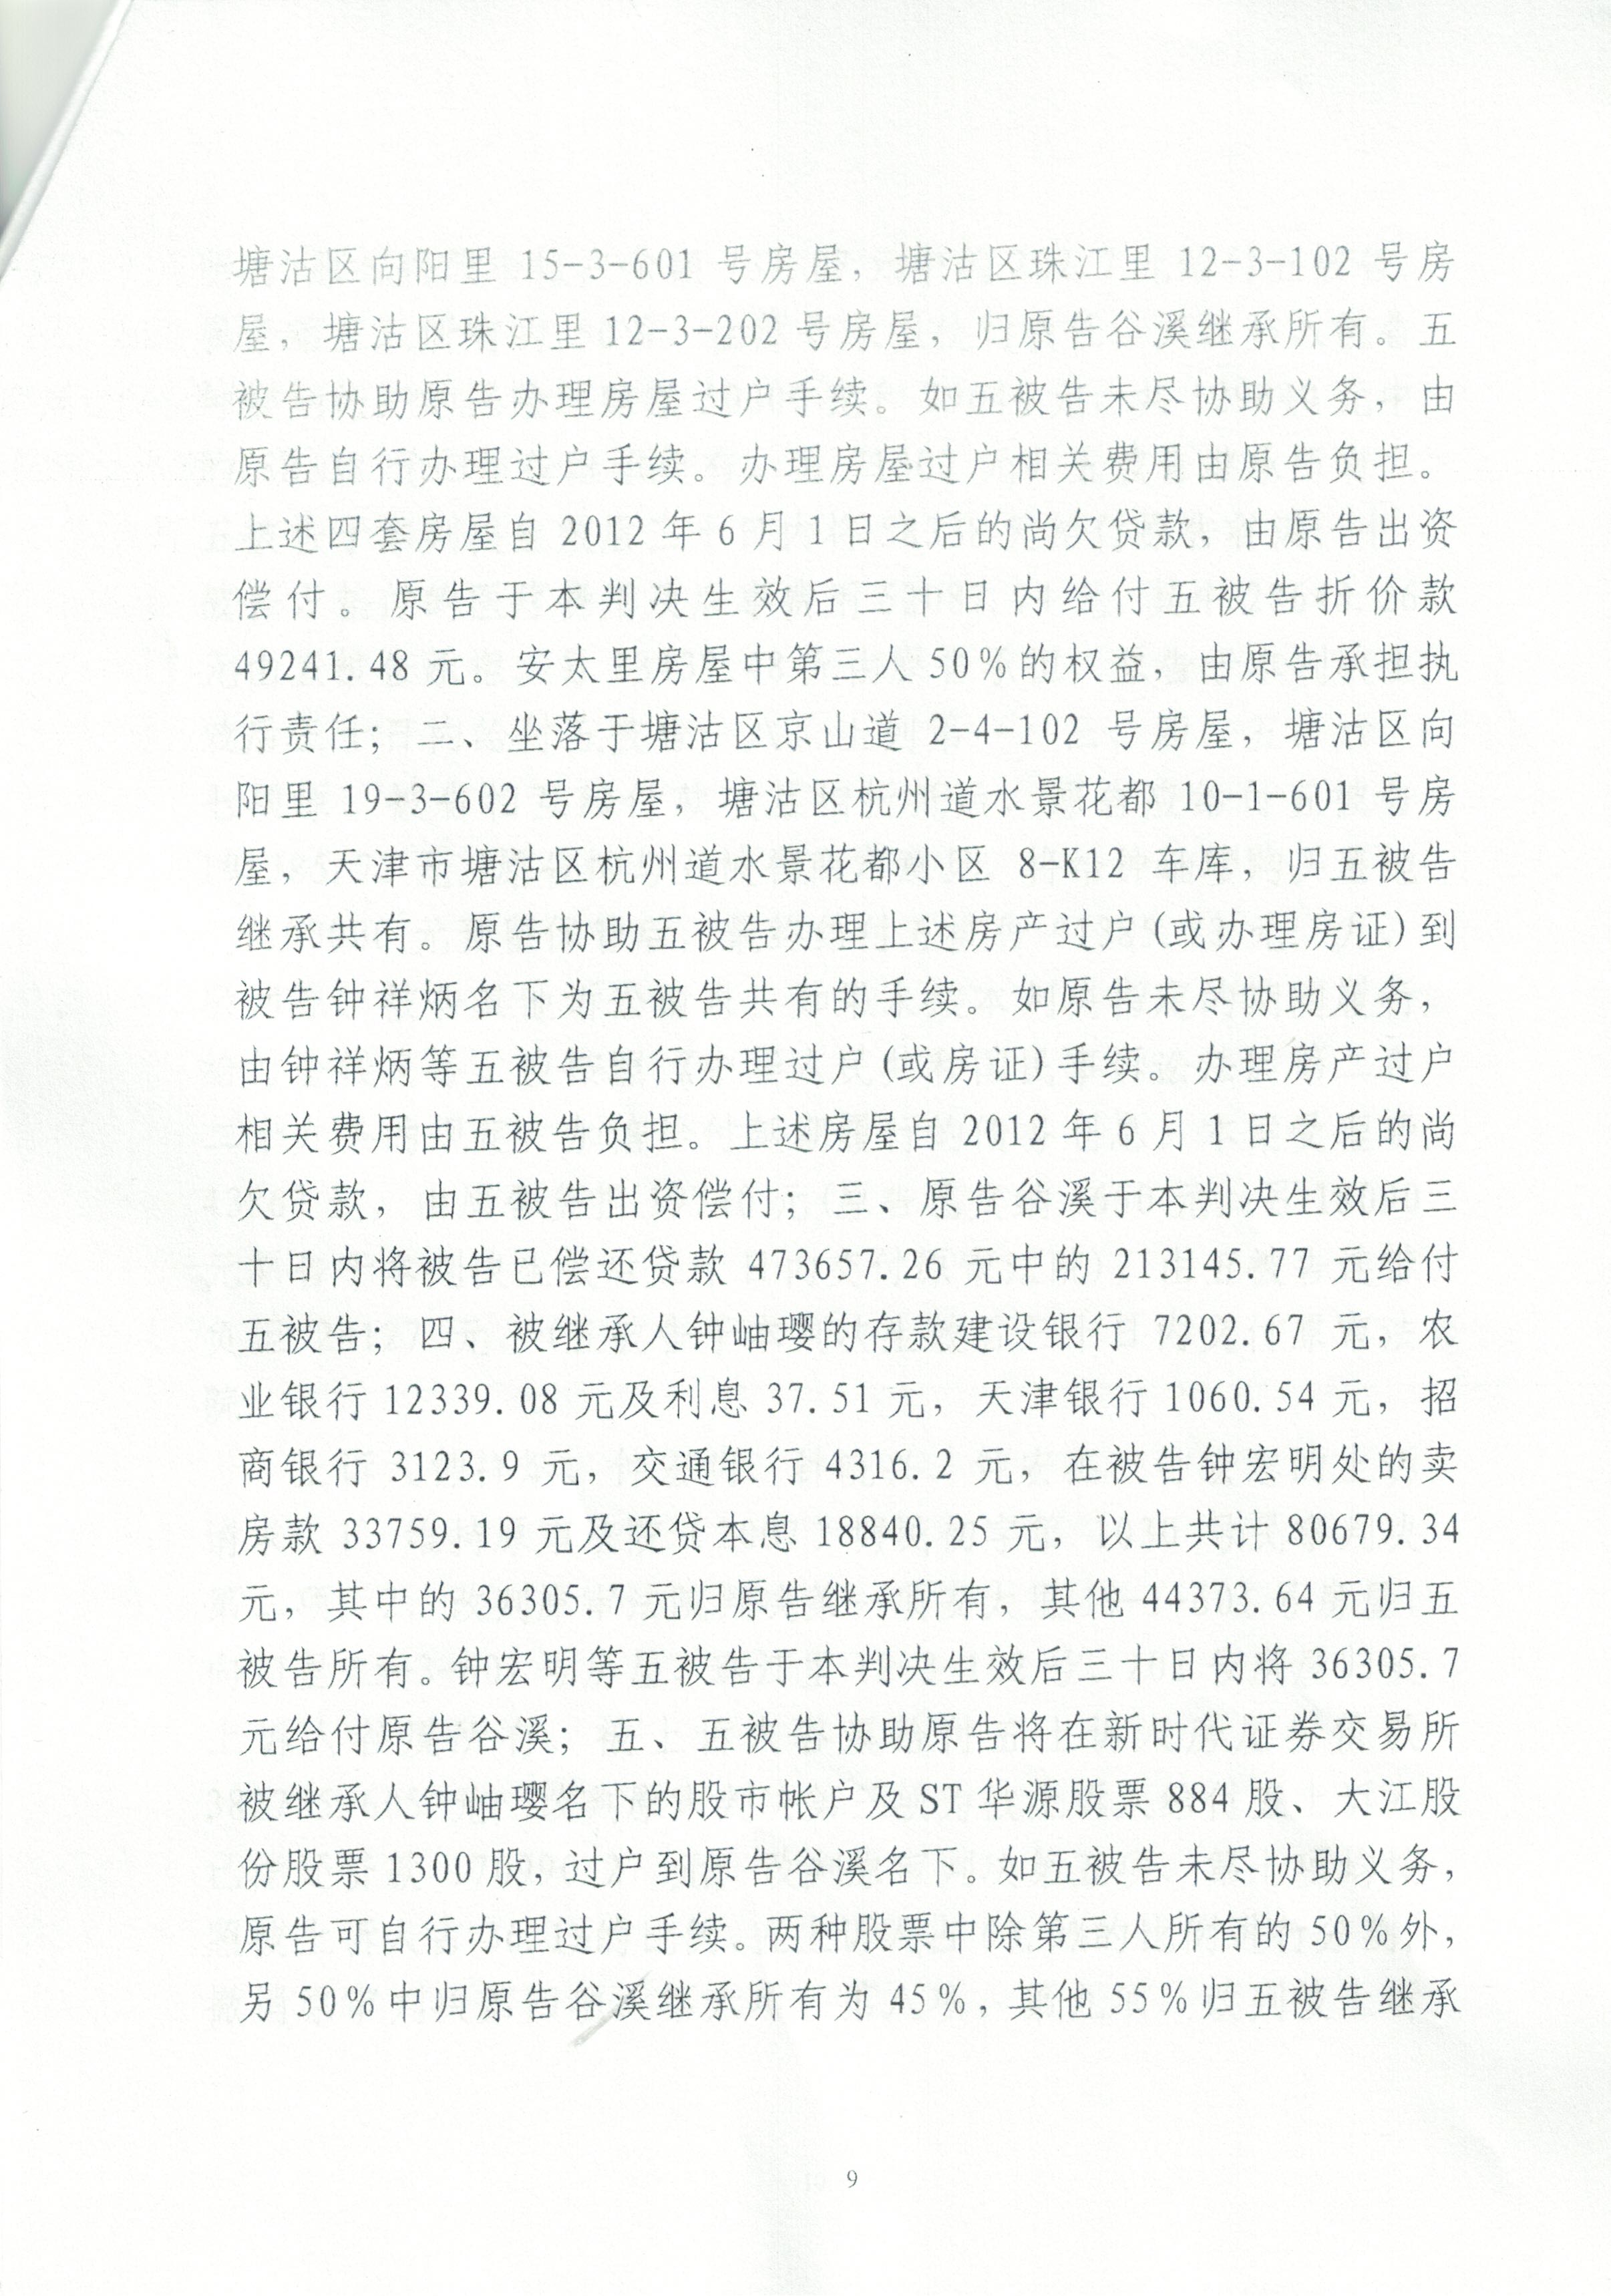 塘沽区向阳里 15-3-601 号房屋，塘沽区珠江里 12-3-102 号房
屋，塘沽区珠江里 12-3-202 号房屋，归原告谷溪继承所有。五
被告协助原告办理房屋过户手续。如五被告未尽协助义务，由
原告自行办理过户手续。办理房屋过户相关费用由原告负担。
上述四套房屋自 2012 年 6 月 1 日之后的尚欠贷款，由原告出资
偿付。原告于本判决生效后三十日内给付五被告折价款
49241.48 元。安太里房屋中第三人 50%的权益，由原告承担执
行责任；二、坐落于塘沽区京山道 2-4-102 号房屋，塘沽区向
阳里 19-3-602 号房屋，塘沽区杭州道水景花都 10-1-601 号房
屋，天津市塘沽区杭州道水景花都小区 8-K12 车库，归五被告
继承共有。原告协助五被告办理上述房产过户(或办理房证)到
被告钟祥炳名下为五被告共有的手续。如原告未尽协助义务，
由钟祥炳等五被告自行办理过户(或房证)手续。办理房产过户
相关费用由五被告负担。上述房屋自 2012 年 6 月 1 日之后的尚
欠贷款，由五被告出资偿付；三、原告谷溪于本判决生效后三
十日内将被告已偿还贷款 473657.26 元中的 213145.77 元给付
五被告；四、被继承人钟岫璎的存款建设银行 7202.67 元，农
业银行 12339.08 元及利息 37.51 元，天津银行 1060.54 元，招
商银行 3123.9 元，交通银行 4316.2 元，在被告钟宏明处的卖
房款 33759.19 元及还贷本息 18840.25 元，以上共计 80679.34
元，其中的 36305.7 元归原告继承所有，其他 44373.64 元归五
被告所有。钟宏明等五被告于本判决生效后三十日内将 36305.7
元给付原告谷溪；五、五被告协助原告将在新时代证券交易所
被继承人钟岫璎名下的股市帐户及 ST 华源股票 884 股、大江股
份股票 1300 股，过户到原告谷溪名下。如五被告未尽协助义务，
原告可自行办理过户手续。两种股票中除第三人所有的 50%外，
另 50%中归原告谷溪继承所有为 45%，其他 55%归五被告继承
9